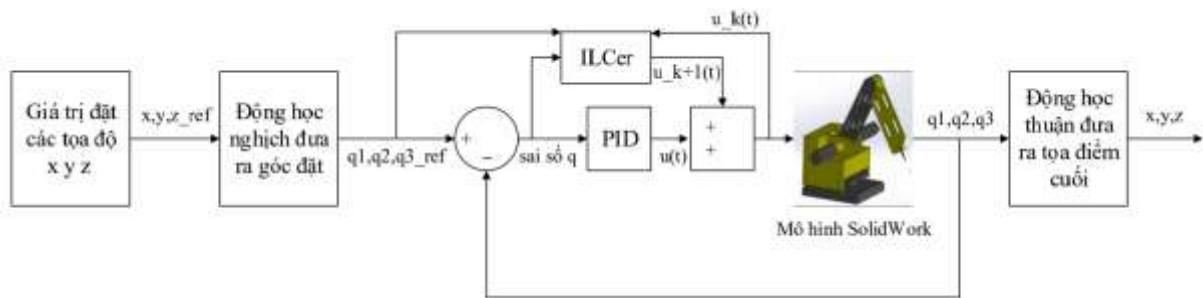 u_k(t)
ILCer
u_k+1(t)
Giá trị đặt
các tọa độ
x y z
x,y,z_ref
Động học
nghịch đưa
ra góc đặt
q1,q2,q3_ref
+
−
sai số q
PID
u(t)
+
+
Mô hình SolidWork
q1,q2,q3
Động học
thuận đưa
ra tọa điểm
cuối
x,y,z